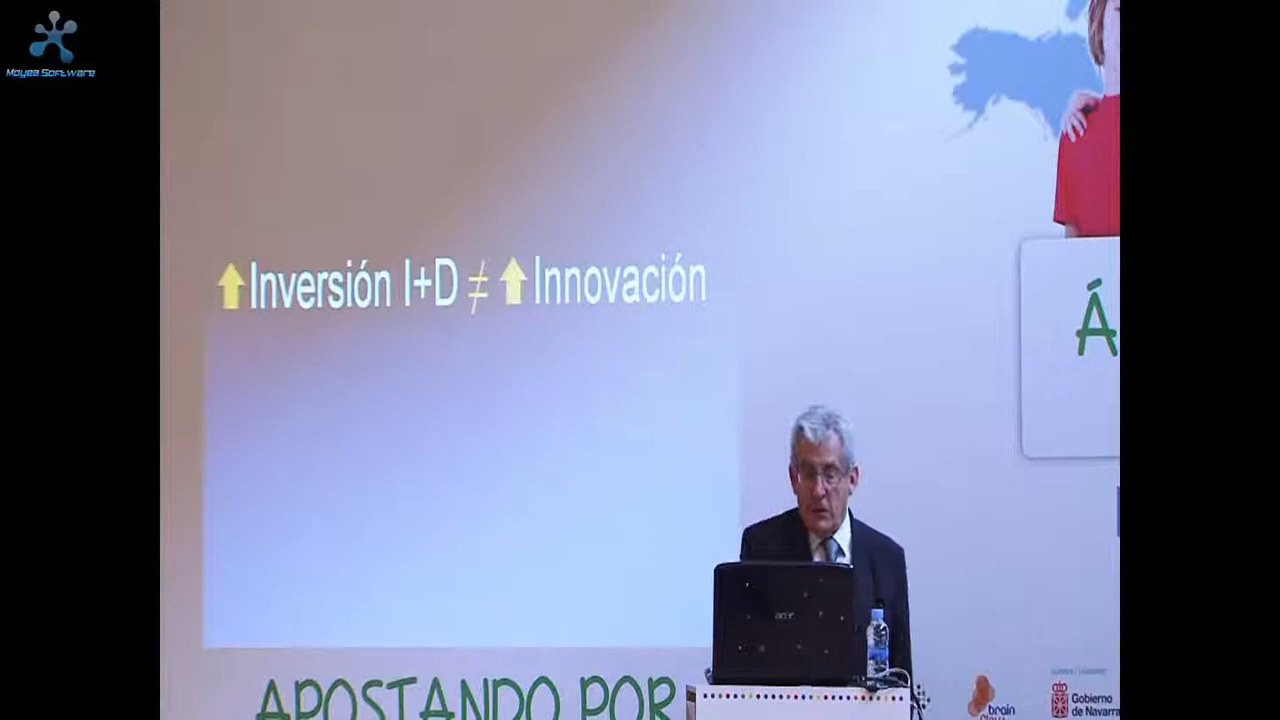 Moyea Software
Inversión I+D ≠ Innovación
Á
acer
APOSTANDO POR
brain
Gobierno
de Navarra